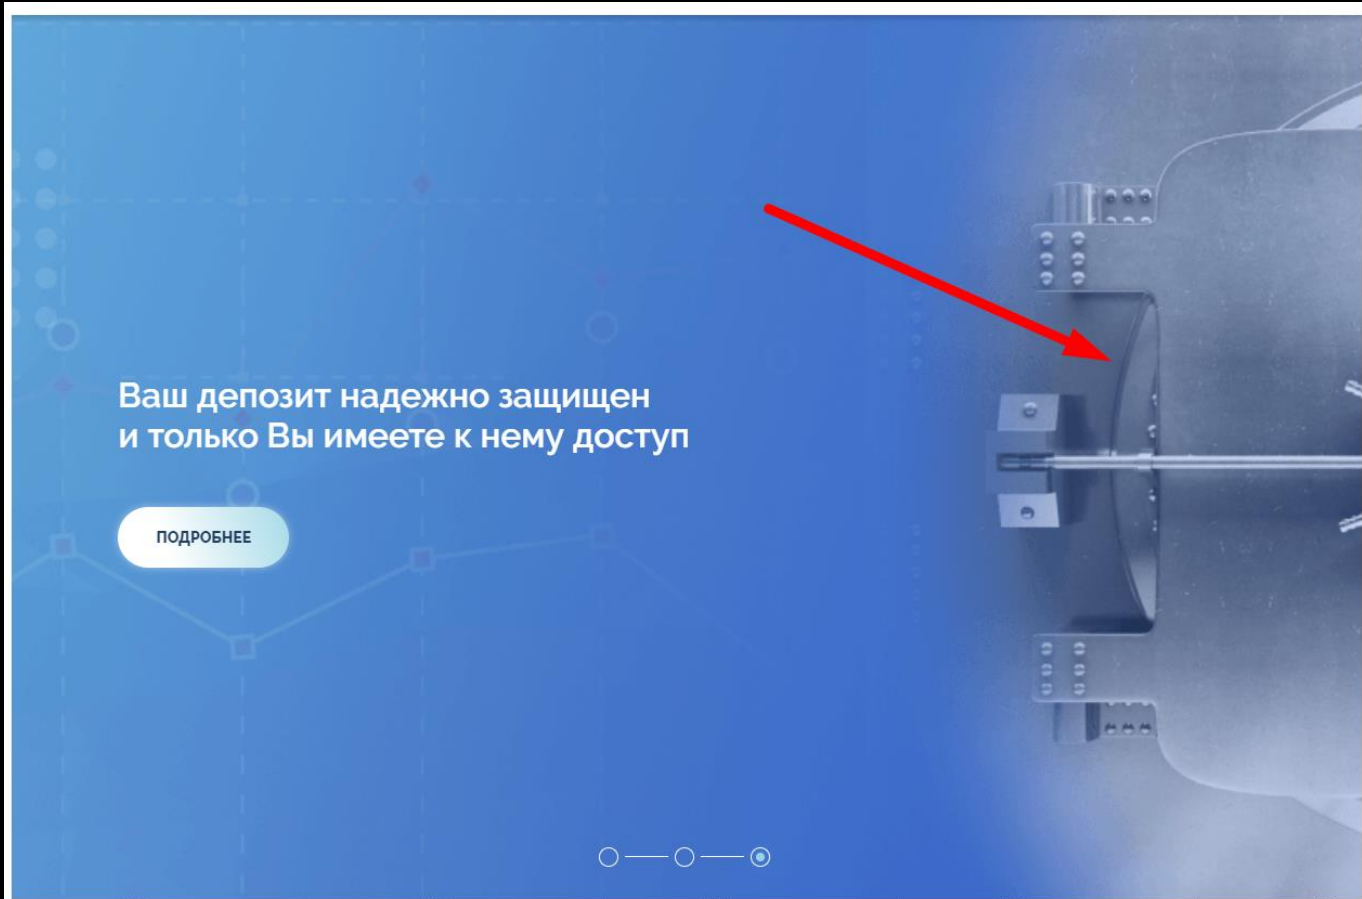 Ваш депозит надежно защищен
и только Вы имеете к нему доступ
ПОДРОБНЕЕ